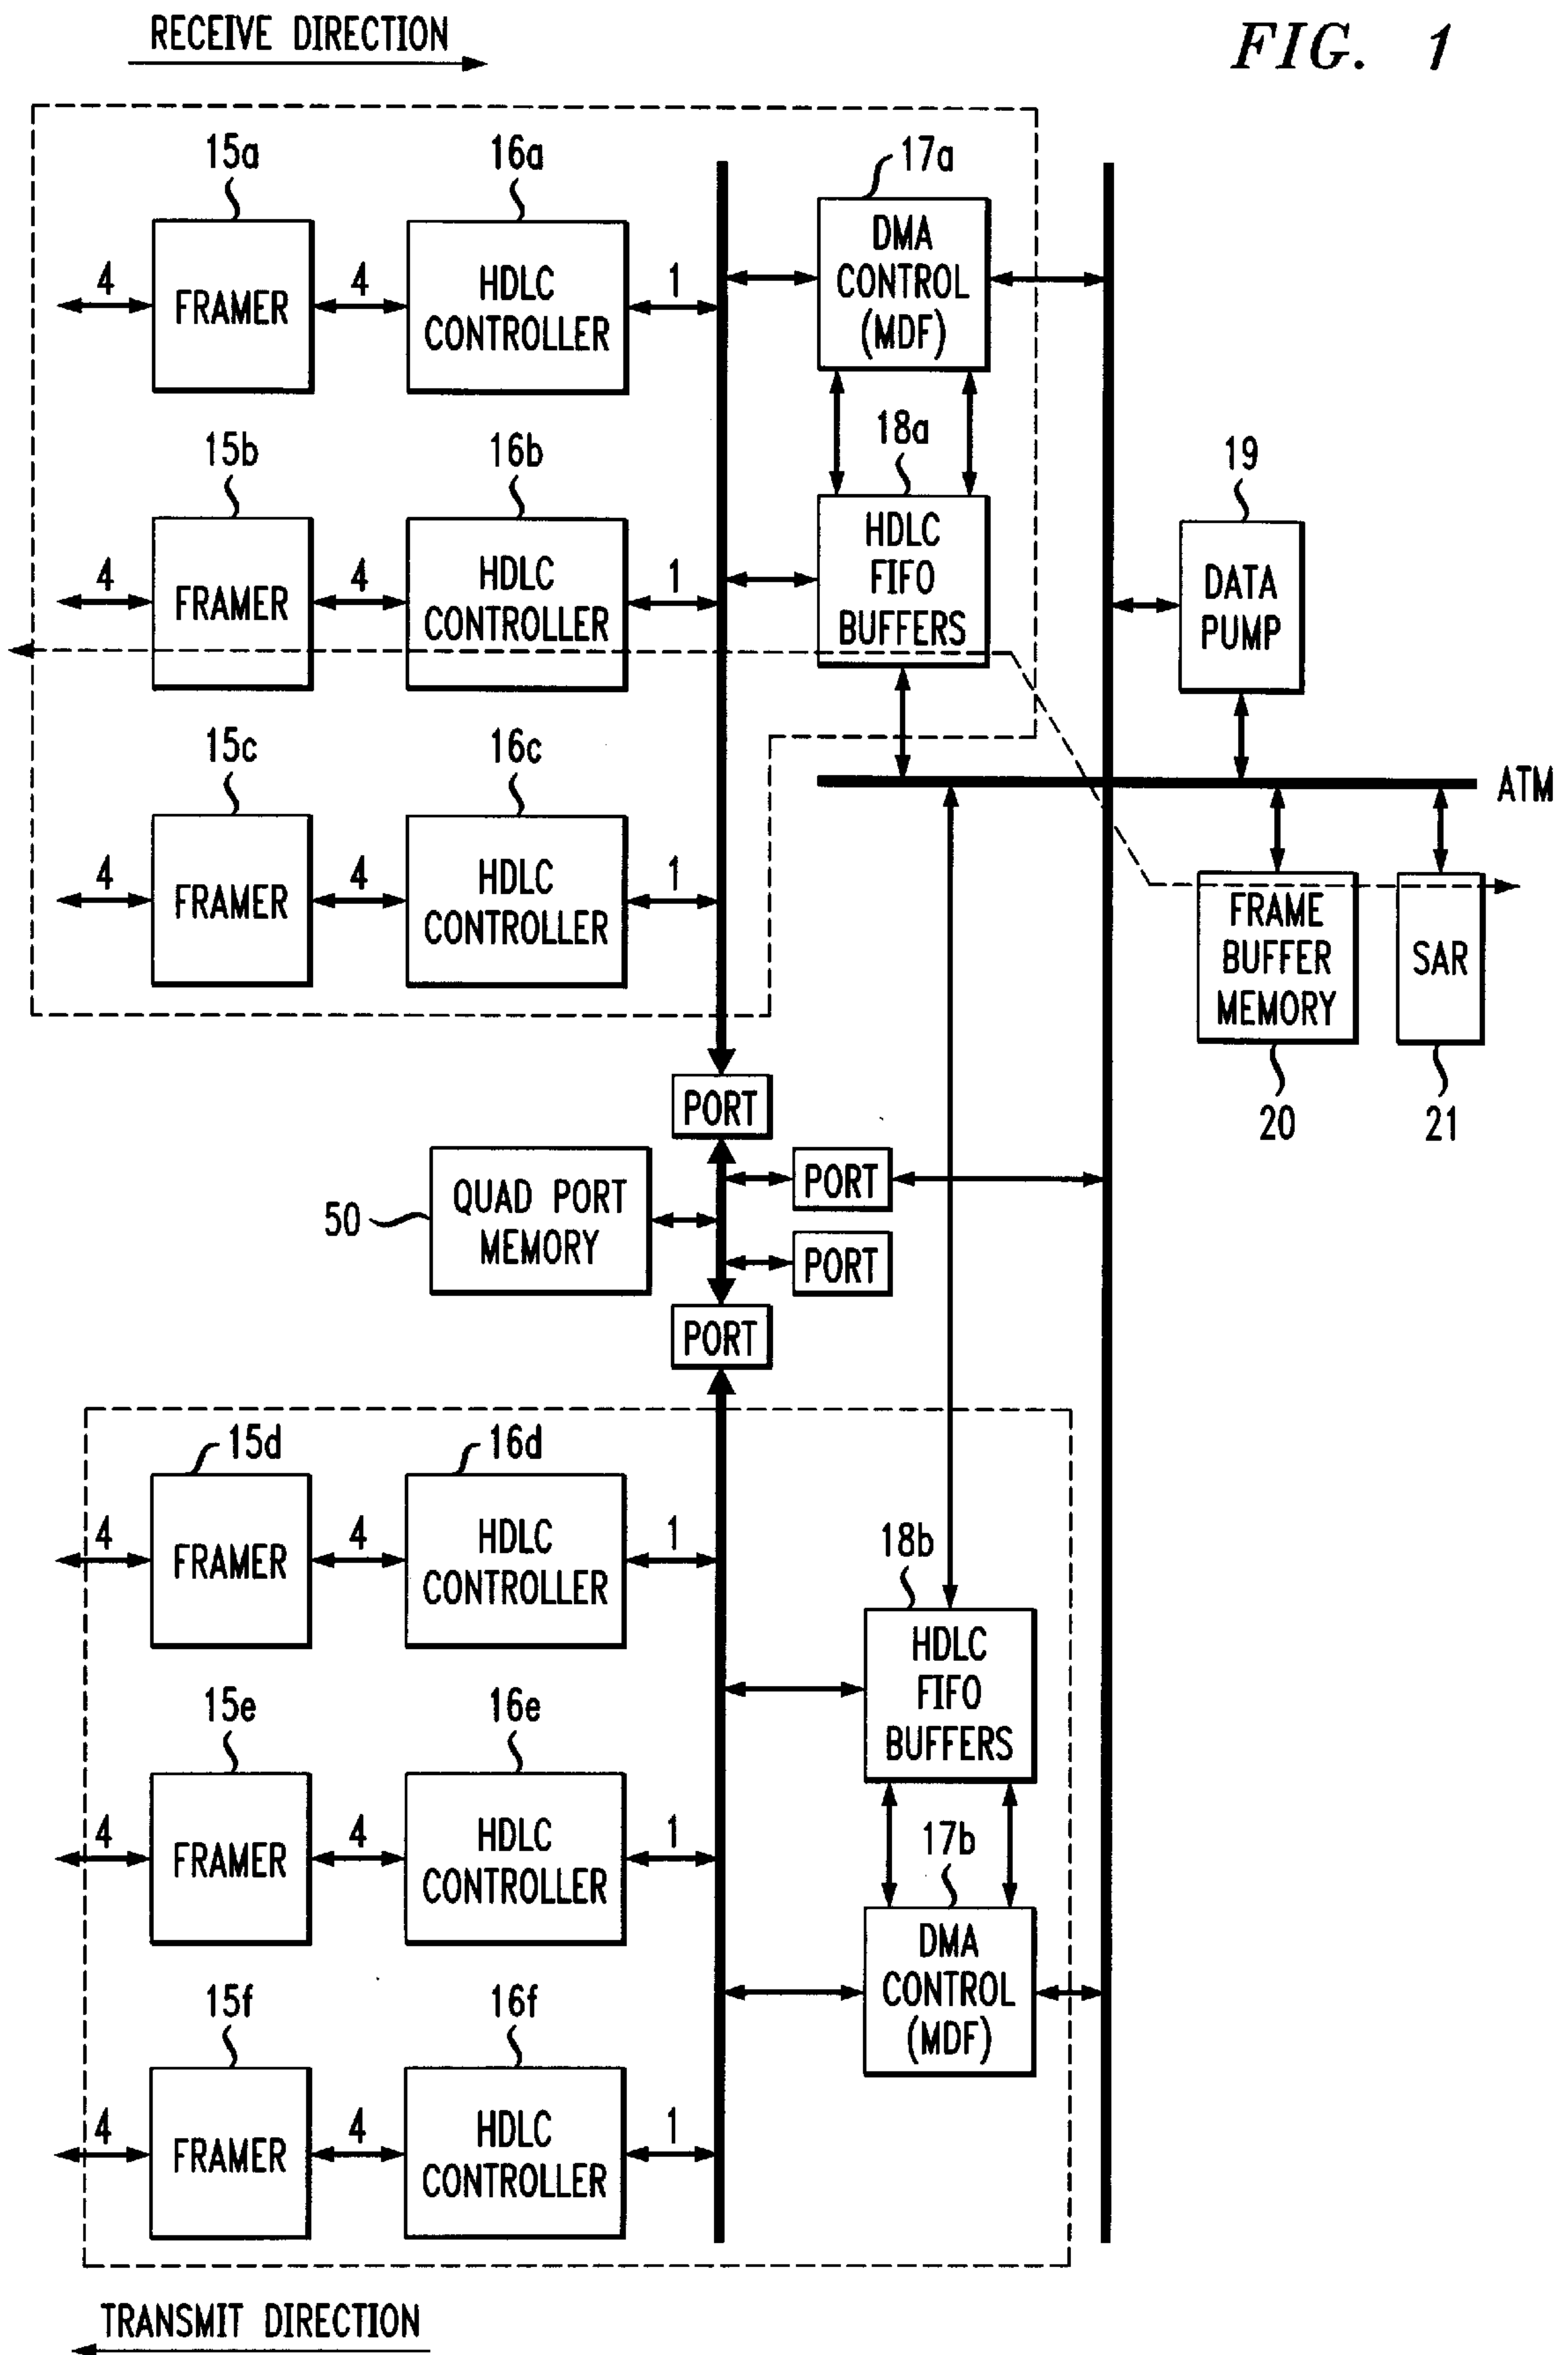 RECEIVE DIRECTION
FIG. 1
15a
16a
17a
4
FRAMER
4
HDLC
CONTROLLER
1
DMA
CONTROL
(MDF)
15b
16b
18a
19
4
FRAMER
4
HDLC
CONTROLLER
1
HDLC
FIFO
BUFFERS
DATA
PUMP
15c
16c
ATM
4
FRAMER
4
HDLC
CONTROLLER
1
FRAME
BUFFER
MEMORY
SAR
20
21
PORT
50
QUAD PORT
MEMORY
PORT
PORT
PORT
15d
16d
4
FRAMER
4
HDLC
CONTROLLER
1
18b
HDLC
FIFO
BUFFERS
15e
16e
4
FRAMER
4
HDLC
CONTROLLER
1
17b
DMA
CONTROL
(MDF)
15f
16f
4
FRAMER
4
HDLC
CONTROLLER
1
TRANSMIT DIRECTION